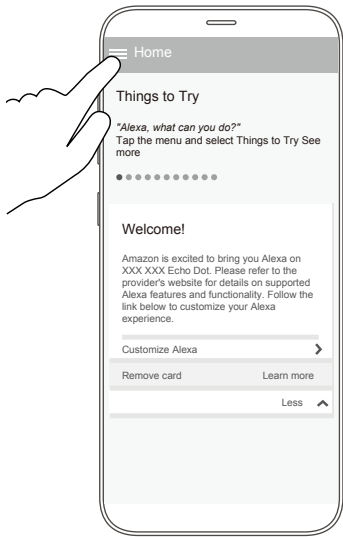 Home
Things to Try
"Alexa, what can you do?"
Tap the menu and select Things to Try See
more
Welcome!
Amazon is excited to bring you Alexa on
XXX XXX Echo Dot. Please refer to the
provider's website for details on supported
Alexa features and functionality. Follow the
link below to customize your Alexa
experience.
Customize Alexa
Remove card Learn more
Less